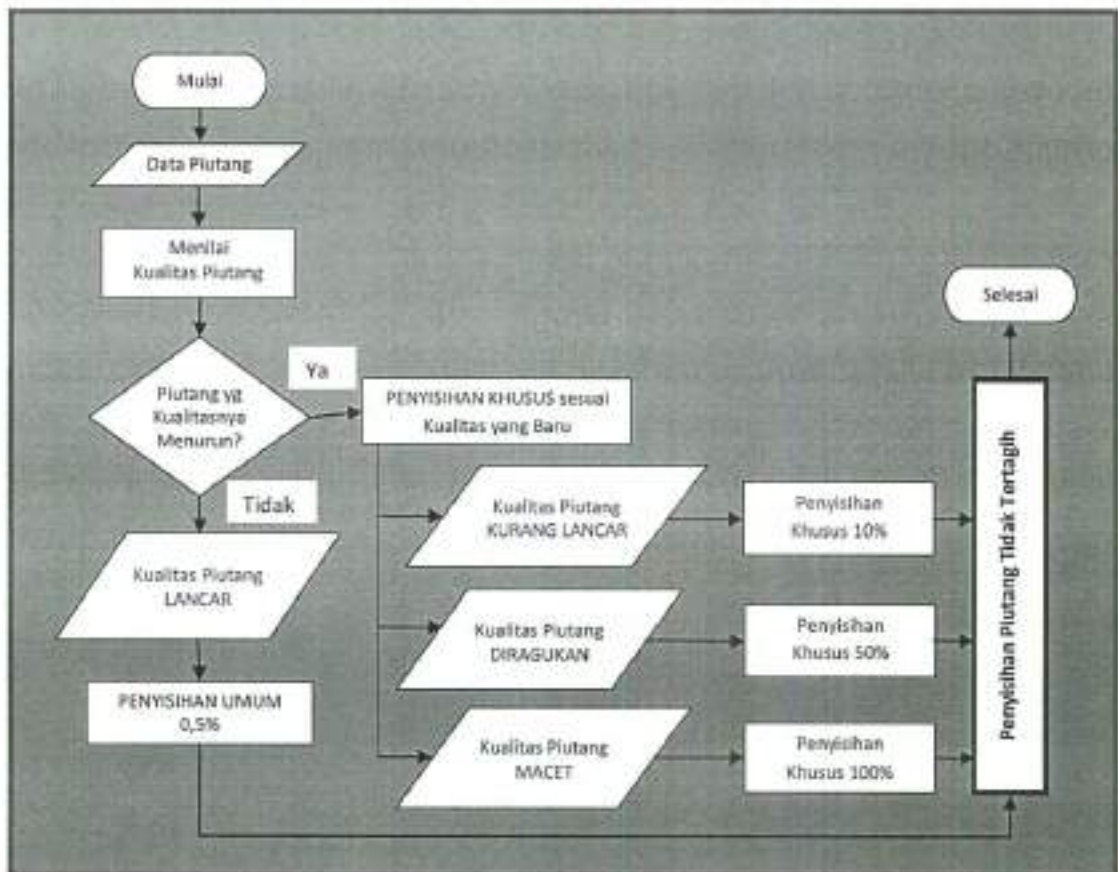 Mulai
Data Piutang
Menilai
Kualitas Piutang
Piutang yg
Kualitasnya
Menurun?
Ya
Tidak
Kualitas Piutang
LANCAR
PENYISIHAN UMUM
0,5%
PENYISIHAN KHUSUS sesuai
Kualitas yang Baru
Kualitas Piutang
KURANG LANCAR
Penyisihan
Khusus 10%
Kualitas Piutang
DIRAGUKAN
Penyisihan
Khusus 50%
Kualitas Piutang
MACET
Penyisihan
Khusus 100%
Penyisihan Piutang Tidak Tertagih
Selesai